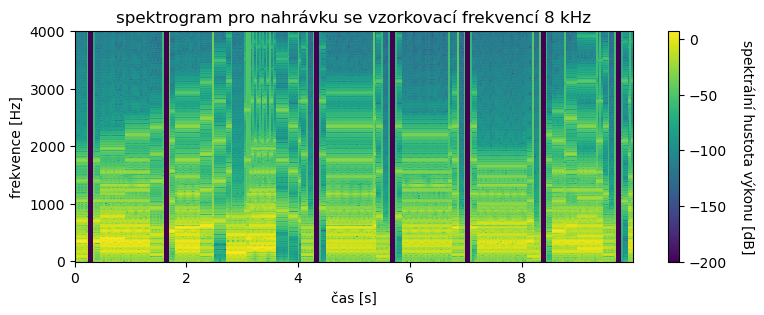 spektrogram pro nahrávku se vzorkovací frekvencí 8 kHz
4000
3000
2000
1000
0
frekvence [Hz]
0 2 4 6 8
čas [s]
0
−50
−100
−150
−200
spektrální hustota výkonu [dB]